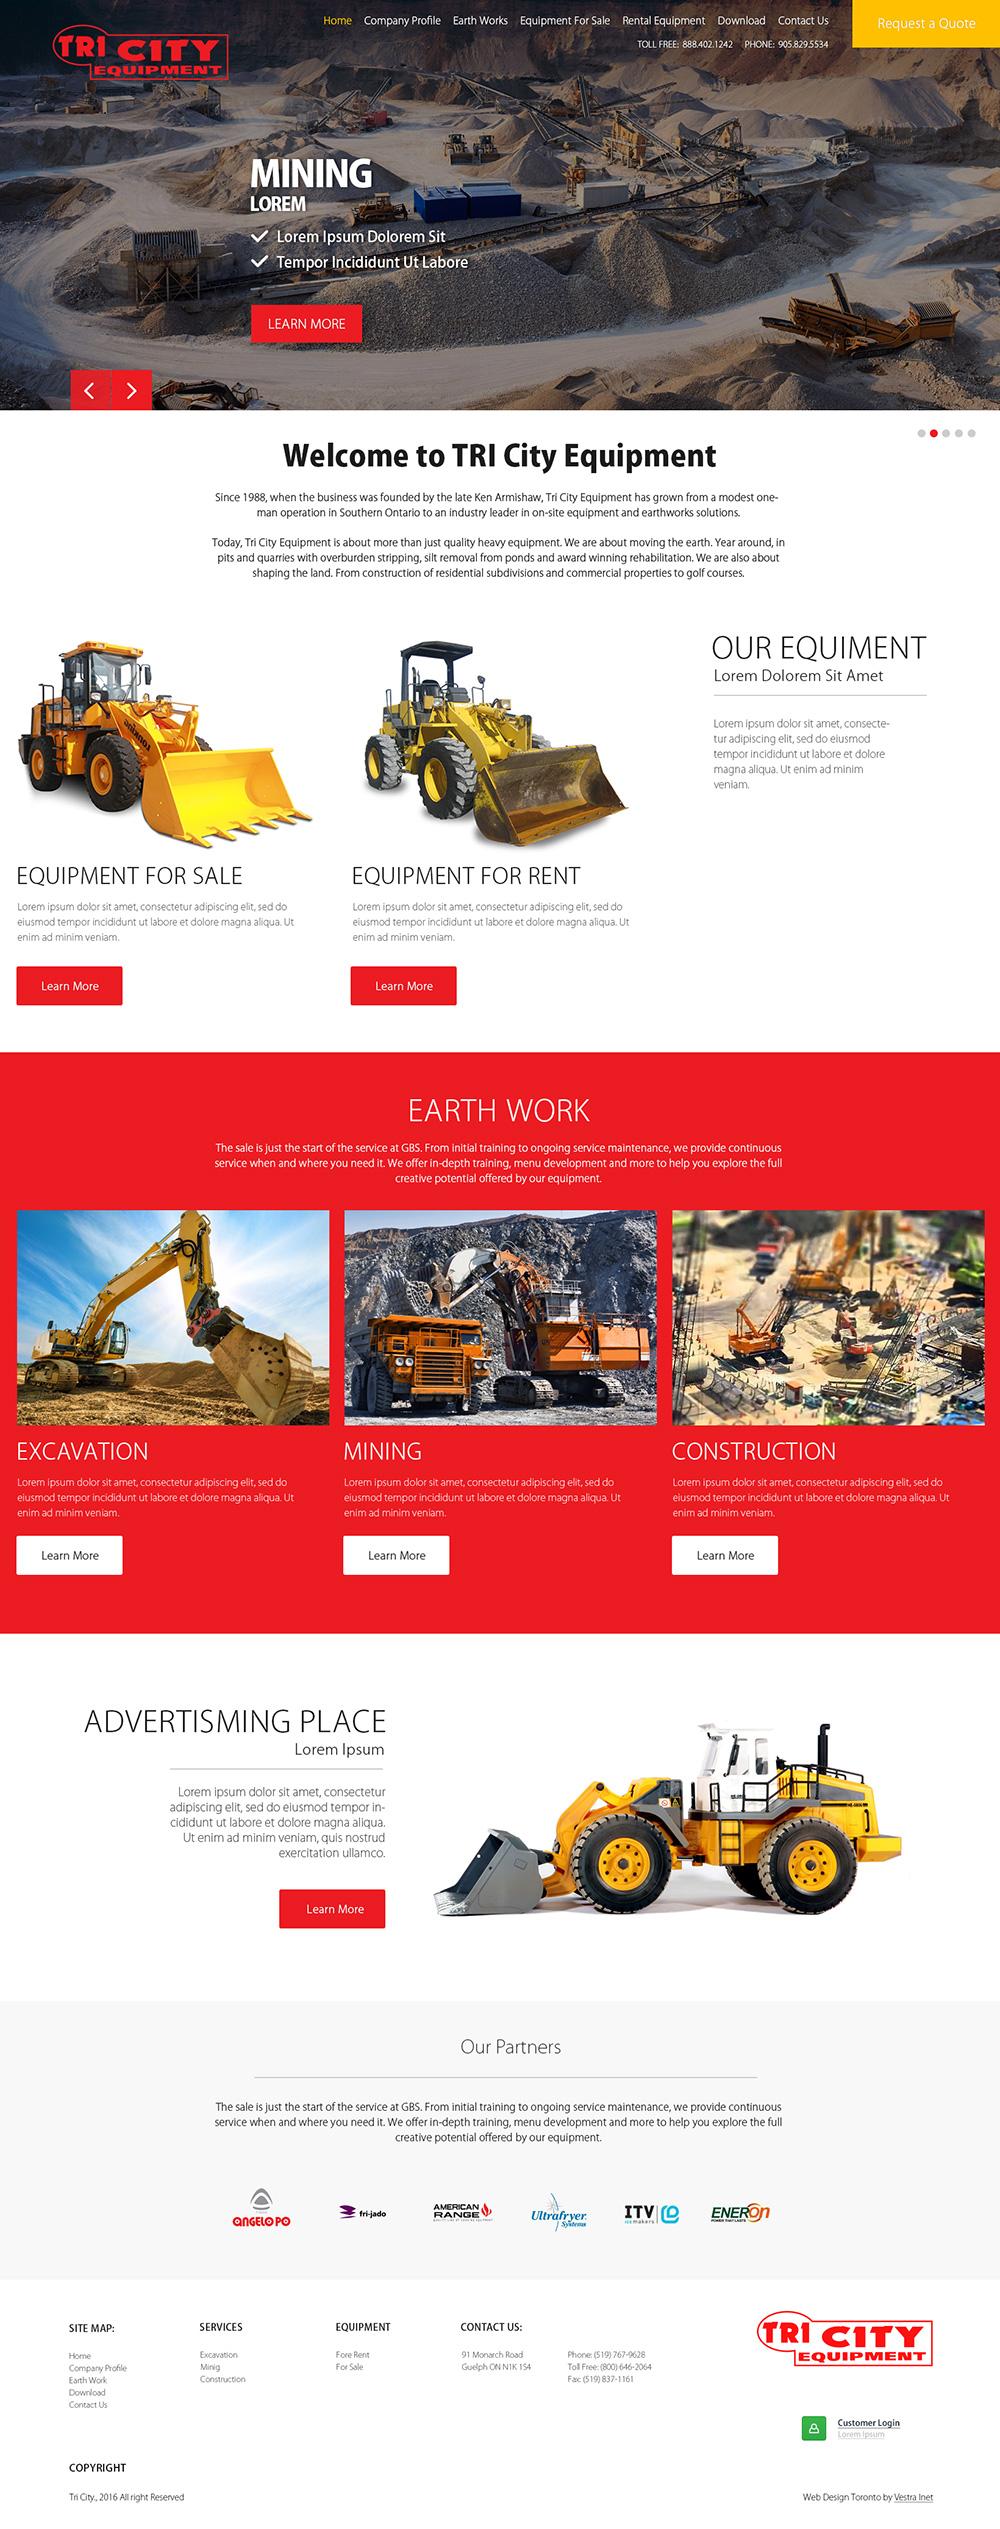 TRI CITY
EQUIPMENT
Home Company Profile Earth Works Equipment For Sale Rental Equipment Download Contact Us
Request a Quote
TOLL FREE: 888.402.1242 PHONE: 905.829.5534
MINING
LOREM
Lorem Ipsum Dolorem Sit
Tempor Incididunt Ut Labore
LEARN MORE
Welcome to TRI City Equipment
Since 1988, when the business was founded by the late Ken Armishaw, Tri City Equipment has grown from a modest one-
man operation in Southern Ontario to an industry leader in on-site equipment and earthworks solutions.
Today, Tri City Equipment is about more than just quality heavy equipment. We are about moving the earth. Year around, in
pits and quarries with overburden stripping, silt removal from ponds and award winning rehabilitation. We are also about
shaping the land. From construction of residential subdivisions and commercial properties to golf courses.
OUR EQUIMENT
Lorem Dolorem Sit Amet
Lorem ipsum dolor sit amet, consecte-
tur adipiscing elit, sed do eiusmod
tempor incididunt ut labore et dolore
magna aliqua. Ut enim ad minim
veniam.
EQUIPMENT FOR SALE
Lorem ipsum dolor sit amet, consectetur adipiscing elit, sed do
eiusmod tempor incididunt ut labore et dolore magna aliqua. Ut
enim ad minim veniam.
Learn More
EQUIPMENT FOR RENT
Lorem ipsum dolor sit amet, consectetur adipiscing elit, sed do
eiusmod tempor incididunt ut labore et dolore magna aliqua. Ut
enim ad minim veniam.
Learn More
EARTH WORK
The sale is just the start of the service at GBS. From initial training to ongoing service maintenance, we provide continuous
service when and where you need it. We offer in-depth training, menu development and more to help you explore the full
creative potential offered by our equipment.
EXCAVATION
Lorem ipsum dolor sit amet, consectetur adipiscing elit, sed do
eiusmod tempor incididunt ut labore et dolore magna aliqua. Ut
enim ad minim veniam.
Learn More
MINING
Lorem ipsum dolor sit amet, consectetur adipiscing elit, sed do
eiusmod tempor incididunt ut labore et dolore magna aliqua. Ut
enim ad minim veniam.
Learn More
CONSTRUCTION
Lorem ipsum dolor sit amet, consectetur adipiscing elit, sed do
eiusmod tempor incididunt ut labore et dolore magna aliqua. Ut
enim ad minim veniam.
Learn More
ADVERTISMING PLACE
Lorem Ipsum
Lorem ipsum dolor sit amet, consectetur
adipiscing elit, sed do eiusmod tempor in-
cididunt ut labore et dolore magna aliqua.
Ut enim ad minim veniam, quis nostrud
exercitation ullamco.
Learn More
Our Partners
The sale is just the start of the service at GBS. From initial training to ongoing service maintenance, we provide continuous
service when and where you need it. We offer in-depth training, menu development and more to help you explore the full
creative potential offered by our equipment.
ANGELO PO
fri-jado
AMERICAN
RANGE
Ultrafryer
Systems
ITV
ice makers
ENERON
POWER THAT LASTS
SITE MAP:
Home
Company Profile
Earth Work
Download
Contact Us
SERVICES
Excavation
Minig
Construction
EQUIPMENT
Fore Rent
For Sale
CONTACT US:
91 Monarch Road
Guelph ON N1K 1S4
Phone: (519) 767-9628
Toll Free: (800) 646-2064
Fax: (519) 837-1161
TRI CITY
EQUIPMENT
Customer Login
Lorem Ipsum
COPYRIGHT
Tri City., 2016 All right Reserved
Web Design Toronto by Vestra Inet